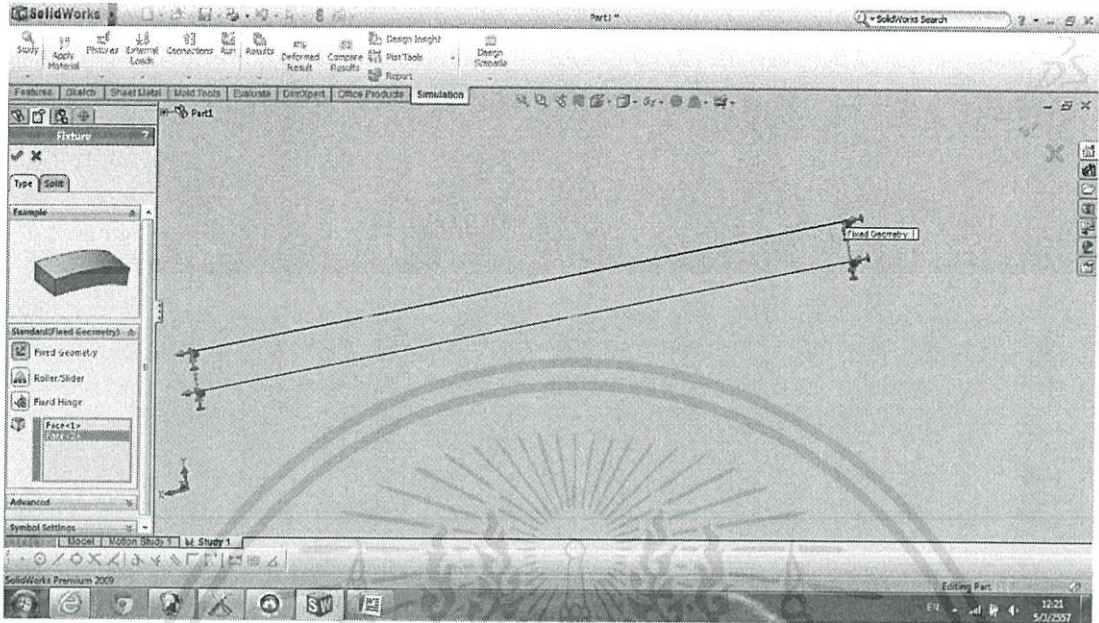 SolidWorks
Part1 *
SolidWorks Search
Study
Apply Material
Fixtures
External Loads
Connections
Run
Results
Deformed Result
Compare Results
Design Insight
Plot Tools
Report
Design Scenario
Features
Sketch
Sheet Metal
Mold Tools
Evaluate
DimXpert
Office Products
Simulation
Part1
Fixture
?
Type
Split
Example
Fixed Geometry:
Standard(Fixed Geometry)
Fixed Geometry
Roller/Slider
Fixed Hinge
Face<1>
Face<2>
Advanced
Symbol Settings
Y
X
Model
Motion Study 1
Study 1
SolidWorks Premium 2009
Editing Part
EN
12:21
5/3/2557